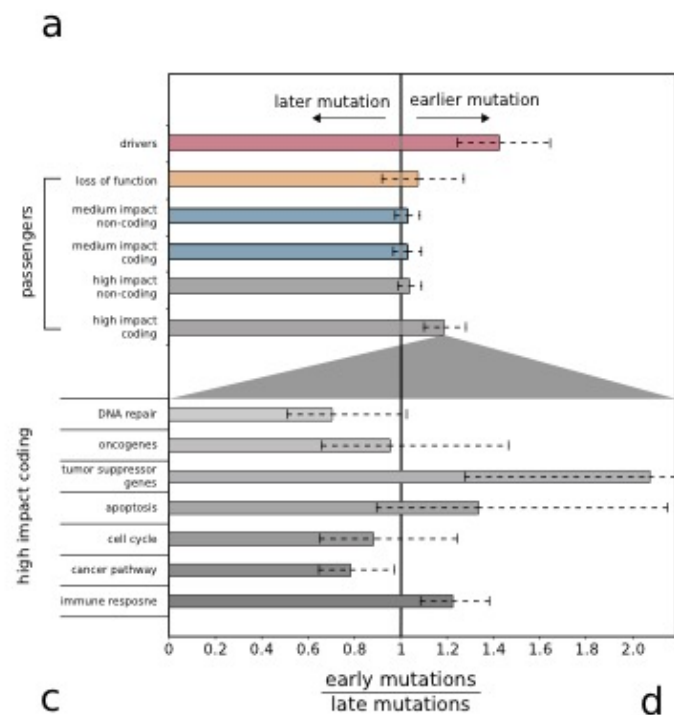 a
later mutation
earlier mutation
drivers
passengers
loss of function
medium impact
non-coding
medium impact
coding
high impact
non-coding
high impact
coding
high impact coding
DNA repair
oncogenes
tumor suppressor
genes
apoptosis
cell cycle
cancer pathway
immune resposne
0 0.2 0.4 0.6 0.8 1 1.2 1.4 1.6 1.8 2.0
early mutations
late mutations
c
d